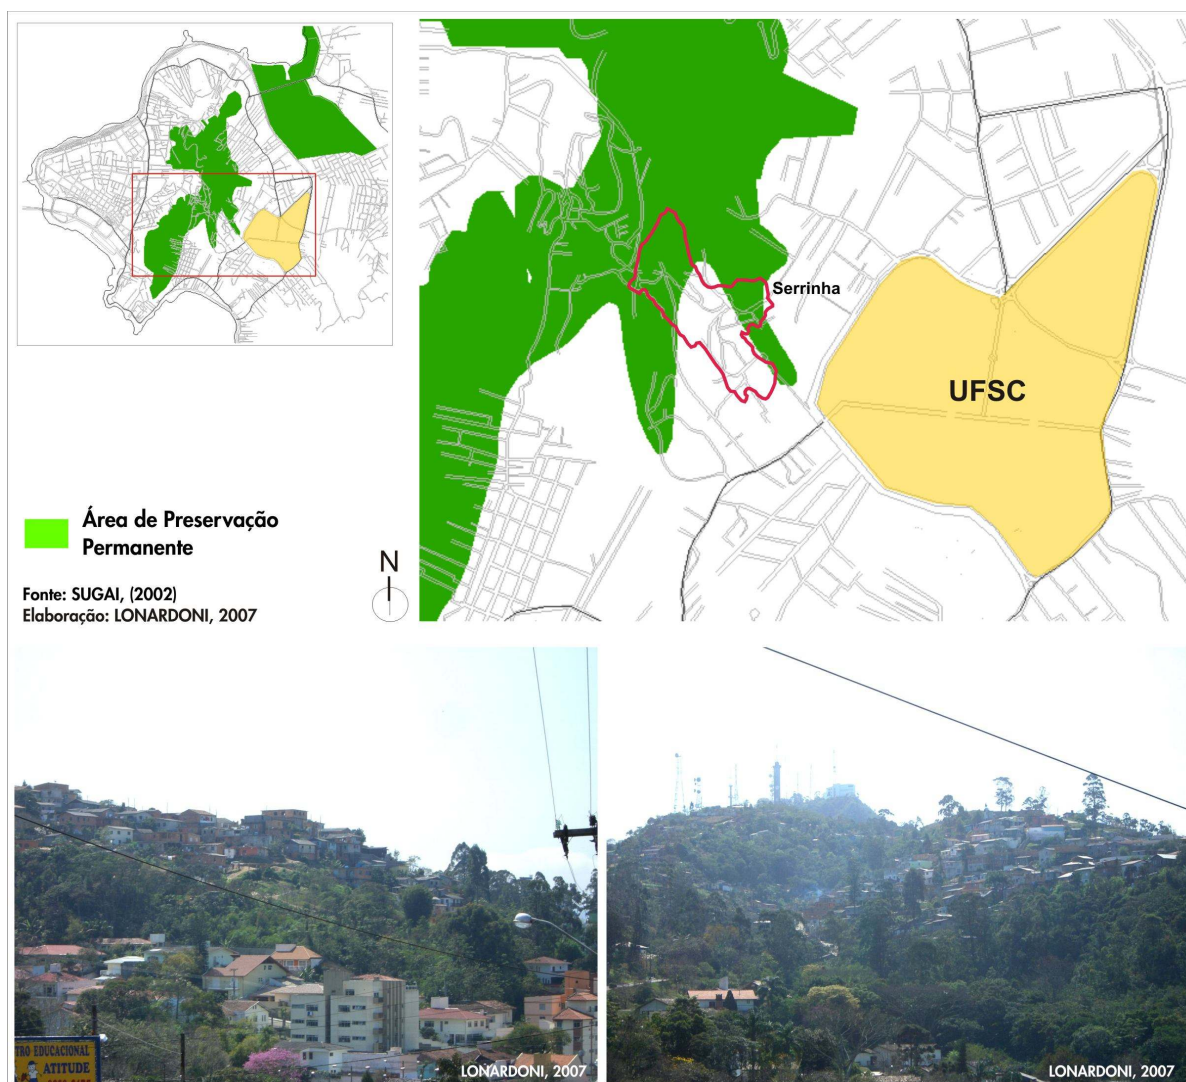 Serrinha
UFSC
Área de Preservação
Permanente
N
Fonte: SUGAI, (2002)
Elaboração: LONARDONI, 2007
TRO EDUCACIONAL
ATITUDE
LONARDONI, 2007
LONARDONI, 2007